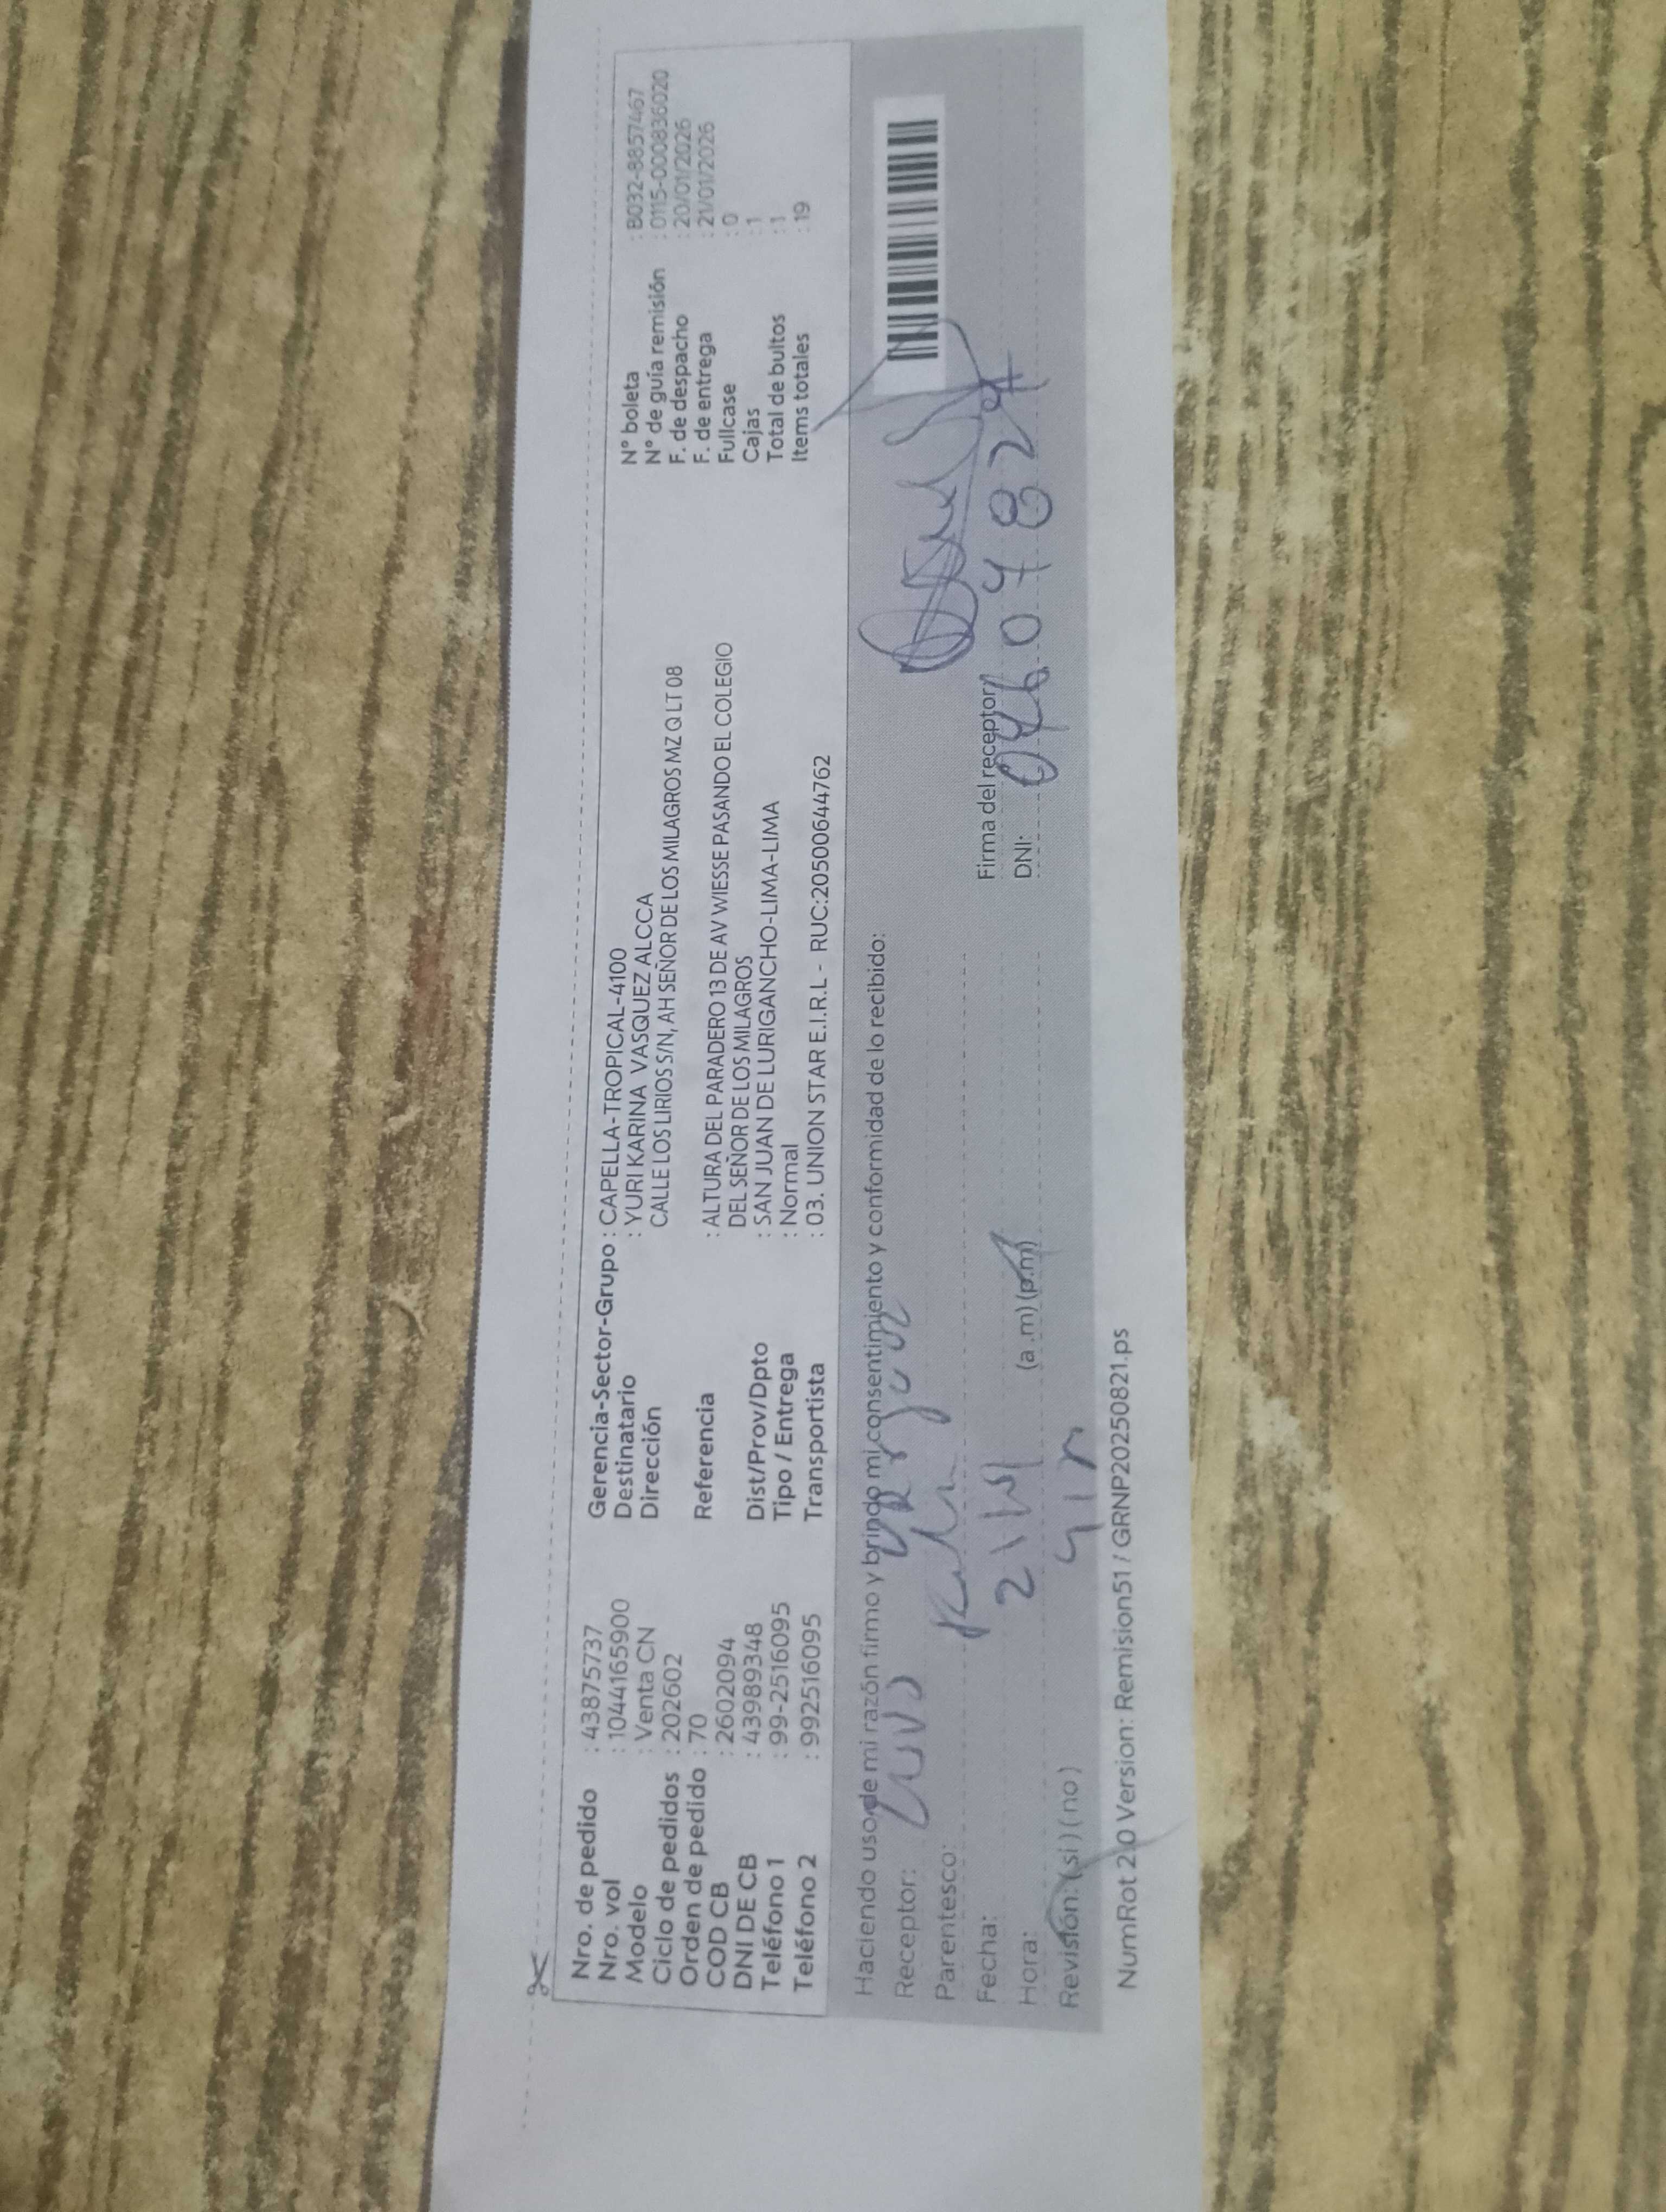 Nro. de pedido : 43875737
Nro. vol : 10441165900
Modelo : Venta CN
Ciclo de pedidos : 202602
Orden de pedido : 70
COD CB : 2602094
DNI DE CB : 43989348
Teléfono 1 : 99-2516095
Teléfono 2 : 992516095
Gerencia-Sector-Grupo : CAPELLA-TROPICAL-4100
Destinatario : YURI KARINA VASQUEZ ALCCA
Dirección CALLE LOS LIRIOS S/N, AH SEÑOR DE LOS MILAGROS MZ Q LT 08
Referencia : ALTURA DEL PARADERO 13 DE AV WIESSE PASANDO EL COLEGIO
DEL SEÑOR DE LOS MILAGROS
Dist/Prov/Dpto : SAN JUAN DE LURIGANCHO-LIMA-LIMA
Tipo / Entrega : Normal
Transportista : 03. UNION STAR E.I.R.L - RUC:20500644762
N° boleta : B032-8857467
N° de guía remisión : 0115-000836020
F. de despacho : 20/01/2026
F. de entrega : 21/01/2026
Fullcase : 0
Cajas : 1
Total de bultos : 1
Items totales : 19
Haciendo uso de mi razón firmo y brindo mi consentimiento y conformidad de lo recibido:
Receptor:
Parentesco:
Fecha:
Hora: (a .m) (p.m)
Revisión: (si) (no)
Firma del receptor
DNI:
NumRot 2.0 Version: Remision51 / GRNP20250821.ps